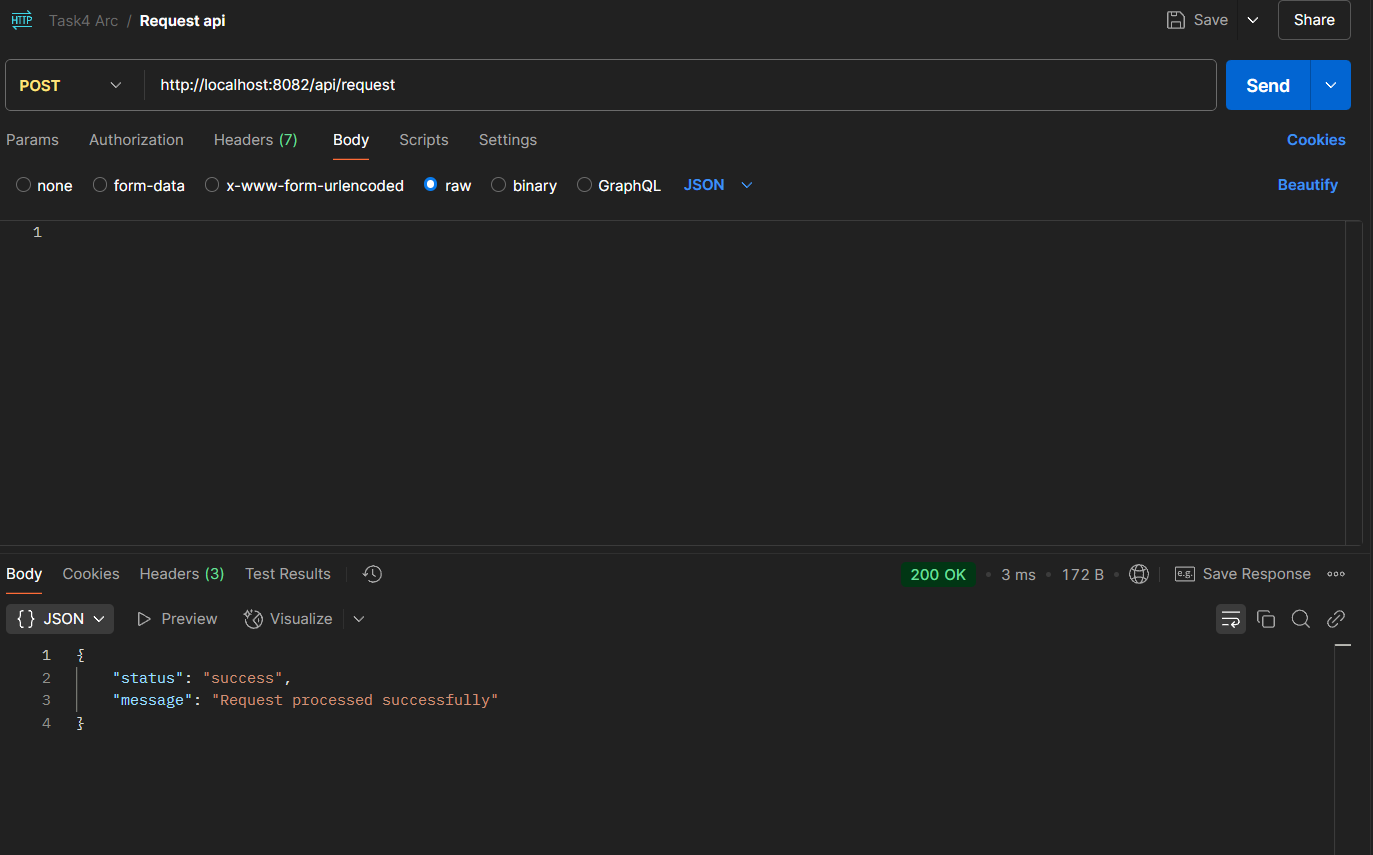 HTTP Task4 Arc / Request api Save Share
POST http://localhost:8082/api/request Send
Params Authorization Headers (7) Body Scripts Settings Cookies
none form-data x-www-form-urlencoded raw binary GraphQL JSON Beautify
1
Body Cookies Headers (3) Test Results 200 OK • 3 ms • 172 B • e.g. Save Response
{} JSON Preview Visualize
1 {
2 "status": "success",
3 "message": "Request processed successfully"
4 }